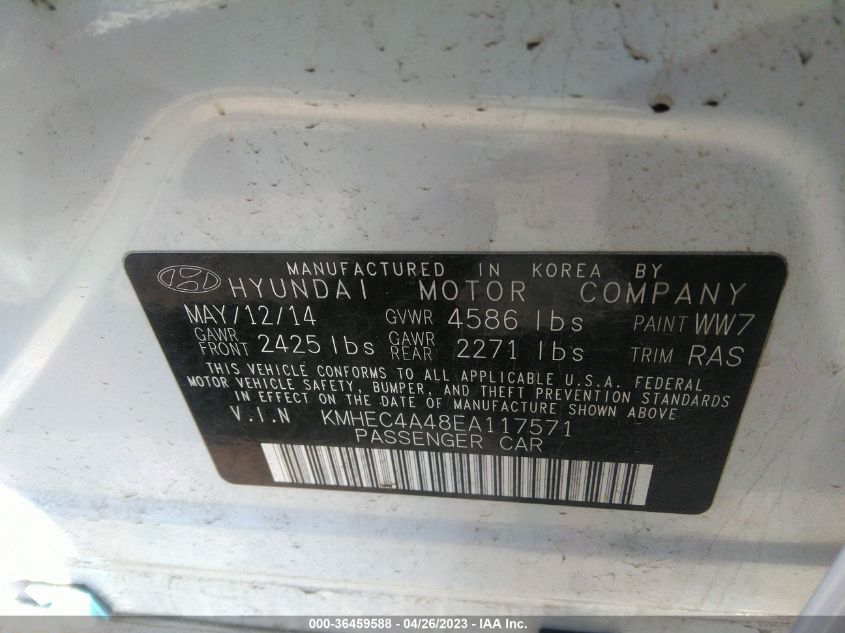 MANUFACTURED IN KOREA BY
HYUNDAI MOTOR COMPANY
MAY/12/14 GVWR 4586 lbs PAINT WW7
GAWR FRONT 2425 lbs GAWR REAR 2271 lbs TRIM RAS
THIS VEHICLE CONFORMS TO ALL APPLICABLE U.S.A. FEDERAL
MOTOR VEHICLE SAFETY, BUMPER, AND THEFT PREVENTION STANDARDS
IN EFFECT ON THE DATE OF MANUFACTURE SHOWN ABOVE
V.I.N KMHEC4A48EA117571
PASSENGER CAR
000-36459588 - 04/26/2023 - IAA Inc.